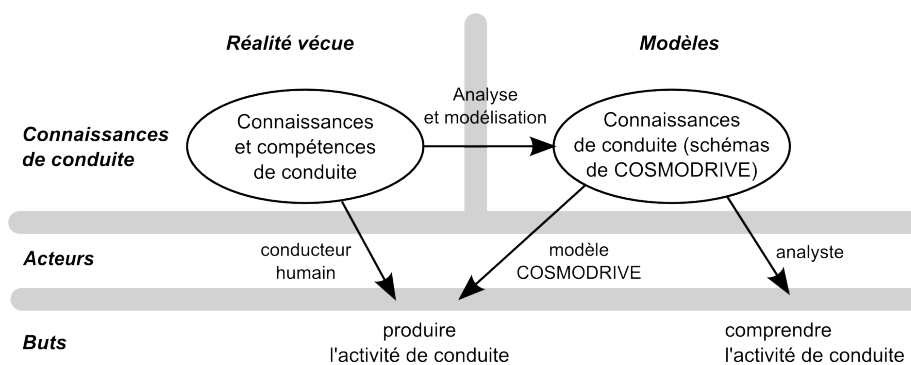 Réalité vécue
Modèles
Connaissances
de conduite
Connaissances
et compétences
de conduite
Analyse
et modélisation
Connaissances
de conduite (schémas
de COSMODRIVE)
Acteurs
conducteur
humain
modèle
COSMODRIVE
analyste
Buts
produire
l'activité de conduite
comprendre
l'activité de conduite